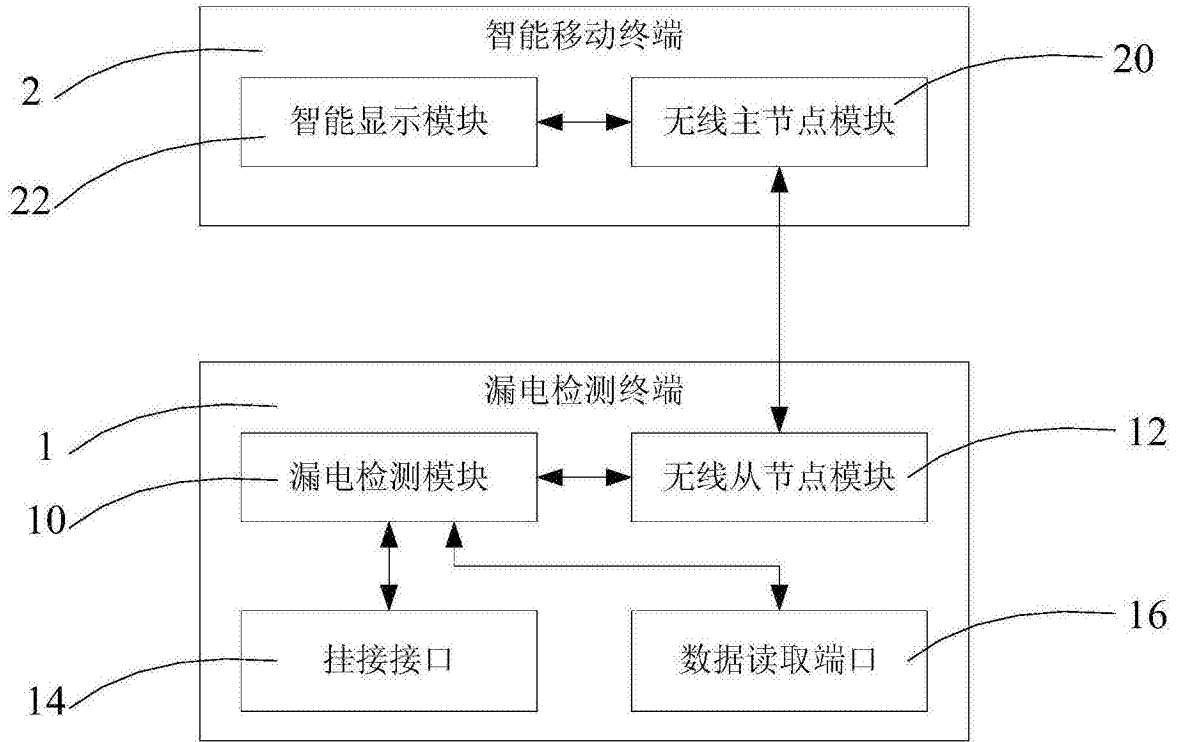 智能移动终端
2
20
智能显示模块
无线主节点模块
22
漏电检测终端
1
12
漏电检测模块
无线从节点模块
10
挂接接口
数据读取端口
16
14